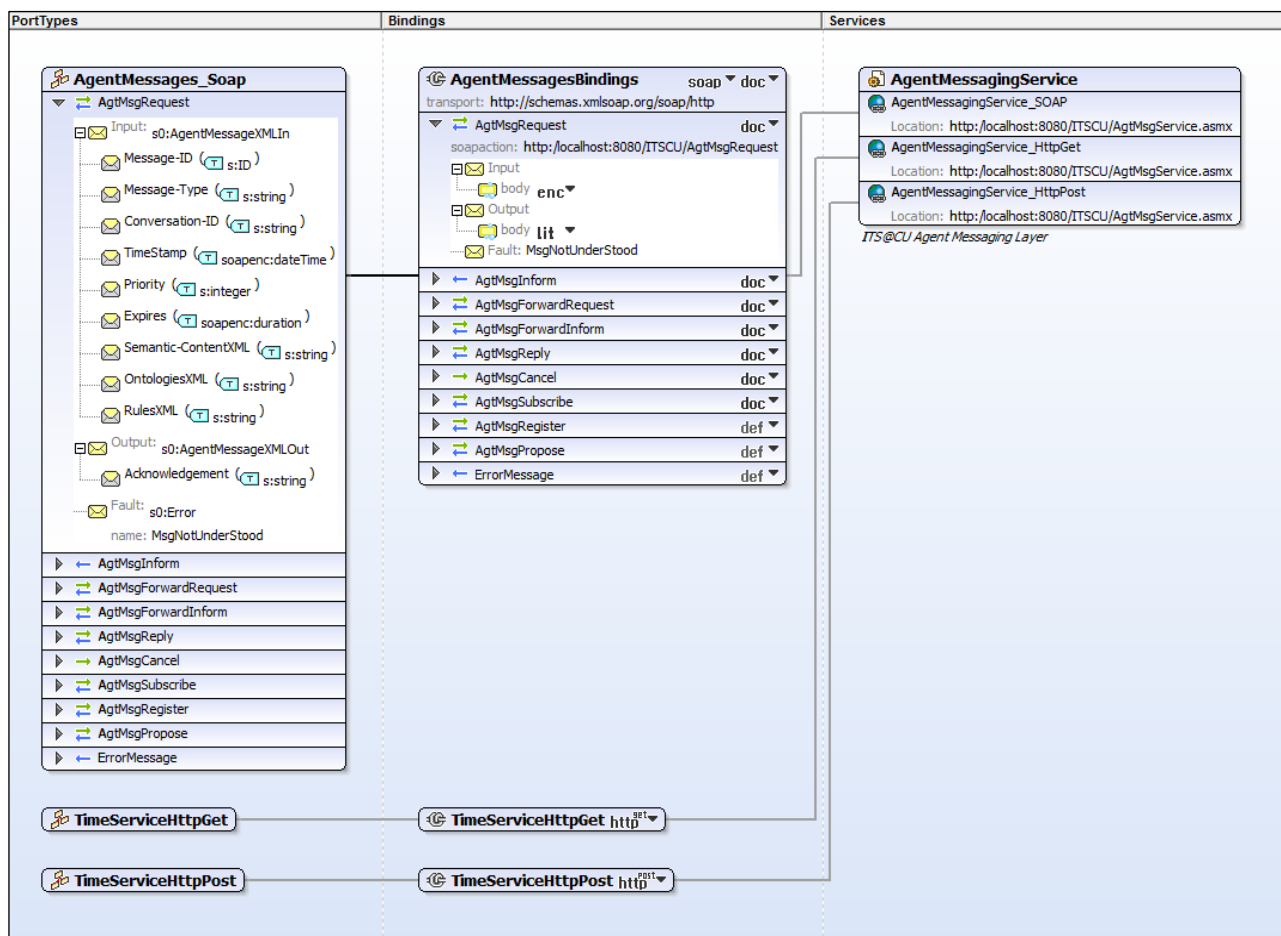 PortTypes
Bindings
Services
AgentMessages_Soap
AgtMsgRequest
Input: s0:AgentMessageXMLIn
Message-ID ( T s:ID )
Message-Type ( T s:string )
Conversation-ID ( T s:string )
TimeStamp ( T soapenc:dateTime )
Priority ( T s:integer )
Expires ( T soapenc:duration )
Semantic-ContentXML ( T s:string )
OntologiesXML ( T s:string )
RulesXML ( T s:string )
Output: s0:AgentMessageXMLOut
Acknowledgement ( T s:string )
Fault: s0:Error
name: MsgNotUnderStood
AgtMsgInform
AgtMsgForwardRequest
AgtMsgForwardInform
AgtMsgReply
AgtMsgCancel
AgtMsgSubscribe
AgtMsgRegister
AgtMsgPropose
ErrorMessage
TimeServiceHttpGet
TimeServiceHttpPost
AgentMessagesBindings soap doc
transport: http://schemas.xmlsoap.org/soap/http
AgtMsgRequest doc
soapaction: http:/localhost:8080/ITSCU/AgtMsgRequest
Input
body enc
Output
body lit
Fault: MsgNotUnderStood
AgtMsgInform doc
AgtMsgForwardRequest doc
AgtMsgForwardInform doc
AgtMsgReply doc
AgtMsgCancel doc
AgtMsgSubscribe doc
AgtMsgRegister def
AgtMsgPropose def
ErrorMessage def
TimeServiceHttpGet http get
TimeServiceHttpPost http post
AgentMessagingService
AgentMessagingService_SOAP
Location: http:/localhost:8080/ITSCU/AgtMsgService.asmx
AgentMessagingService_HttpGet
Location: http:/localhost:8080/ITSCU/AgtMsgService.asmx
AgentMessagingService_HttpPost
Location: http:/localhost:8080/ITSCU/AgtMsgService.asmx
ITS@CU Agent Messaging Layer